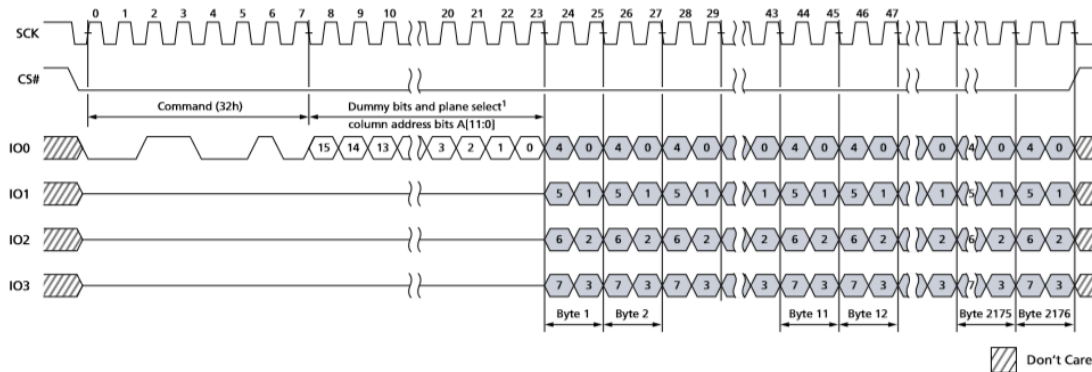 0 1 2 3 4 5 6 7 8 9 10 20 21 22 23 24 25 26 27 28 29 43 44 45 46 47
SCK
CS#
Command (32h) Dummy bits and plane select1
column address bits A[11:0]
IO0 15 14 13 3 2 1 0 4 0 4 0 4 0 0 4 0 4 0 0 4 0 4 0
IO1 5 1 5 1 5 1 1 5 1 5 1 1 5 1 5 1
IO2 6 2 6 2 6 2 2 6 2 6 2 2 6 2 6 2
IO3 7 3 7 3 7 3 3 7 3 7 3 3 7 3 7 3
Byte 1 Byte 2 Byte 11 Byte 12 Byte 2175 Byte 2176
Don't Care